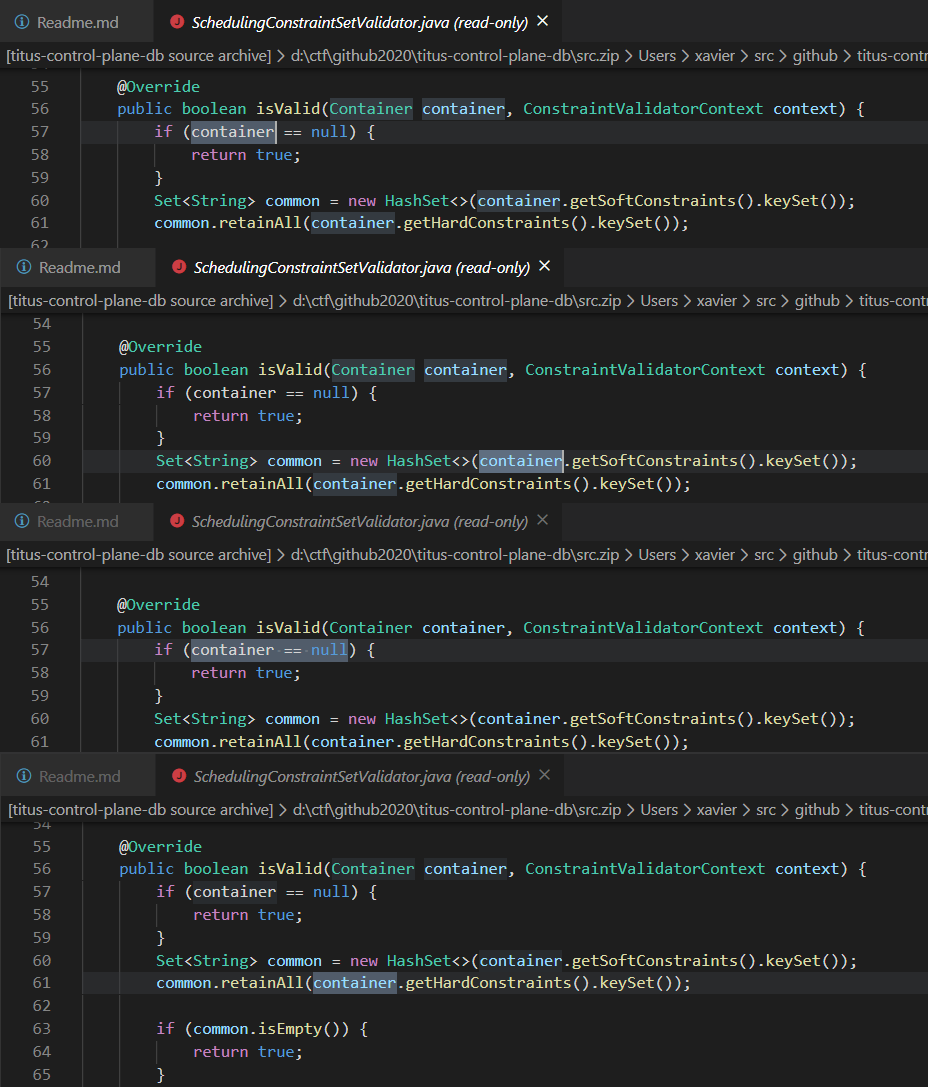 Readme.md SchedulingConstraintSetValidator.java (read-only)
[titus-control-plane-db source archive] > d:\ctf\github2020\titus-control-plane-db\src.zip > Users > xavier > src > github > titus-contr
55 @Override
56 public boolean isValid(Container container, ConstraintValidatorContext context) {
57 if (container == null) {
58 return true;
59 }
60 Set<String> common = new HashSet<>(container.getSoftConstraints().keySet());
61 common.retainAll(container.getHardConstraints().keySet());
62
Readme.md SchedulingConstraintSetValidator.java (read-only)
[titus-control-plane-db source archive] > d:\ctf\github2020\titus-control-plane-db\src.zip > Users > xavier > src > github > titus-contr
54
55 @Override
56 public boolean isValid(Container container, ConstraintValidatorContext context) {
57 if (container == null) {
58 return true;
59 }
60 Set<String> common = new HashSet<>(container.getSoftConstraints().keySet());
61 common.retainAll(container.getHardConstraints().keySet());
Readme.md SchedulingConstraintSetValidator.java (read-only)
[titus-control-plane-db source archive] > d:\ctf\github2020\titus-control-plane-db\src.zip > Users > xavier > src > github > titus-contr
54
55 @Override
56 public boolean isValid(Container container, ConstraintValidatorContext context) {
57 if (container == null) {
58 return true;
59 }
60 Set<String> common = new HashSet<>(container.getSoftConstraints().keySet());
61 common.retainAll(container.getHardConstraints().keySet());
Readme.md SchedulingConstraintSetValidator.java (read-only)
[titus-control-plane-db source archive] > d:\ctf\github2020\titus-control-plane-db\src.zip > Users > xavier > src > github > titus-contr
54
55 @Override
56 public boolean isValid(Container container, ConstraintValidatorContext context) {
57 if (container == null) {
58 return true;
59 }
60 Set<String> common = new HashSet<>(container.getSoftConstraints().keySet());
61 common.retainAll(container.getHardConstraints().keySet());
62
63 if (common.isEmpty()) {
64 return true;
65 }